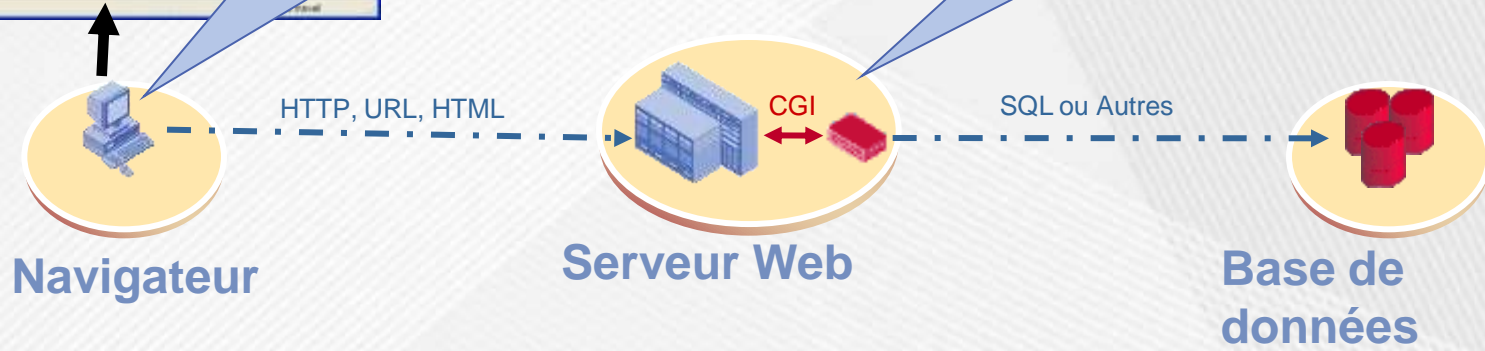 HTTP, URL, HTML
CGI
SQL ou Autres
Navigateur
Serveur Web
Base de
données